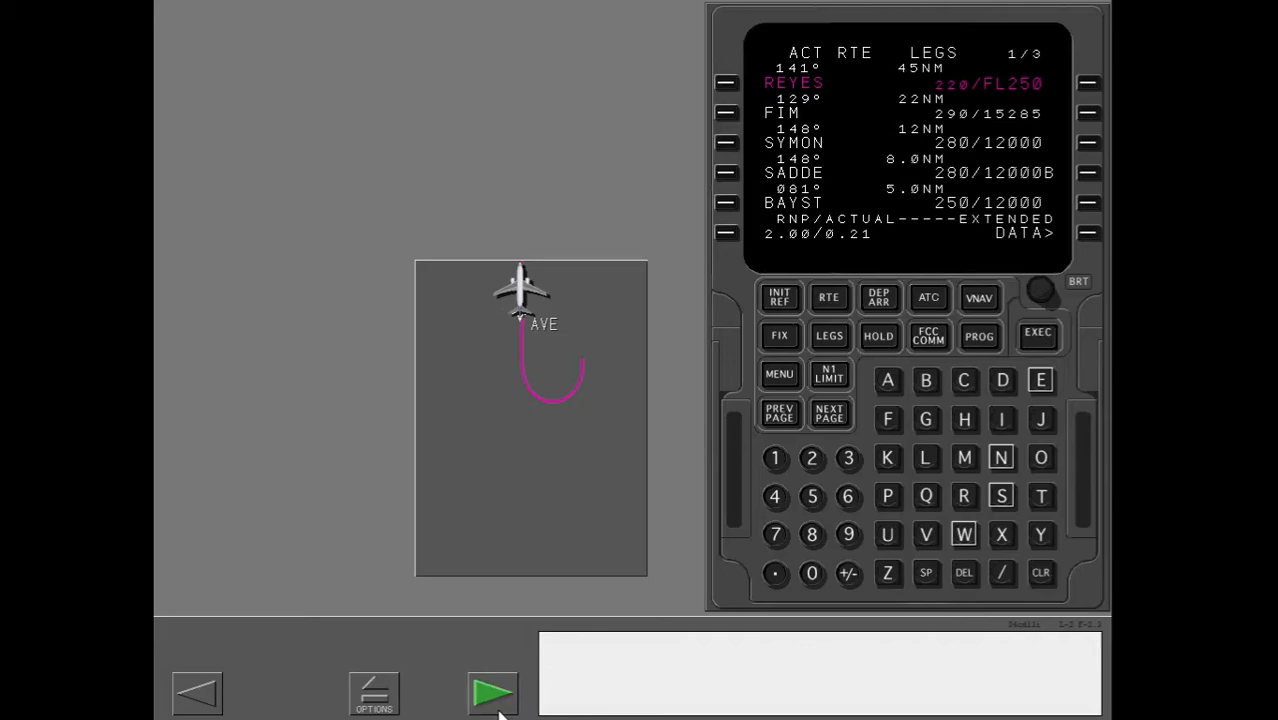 ACT RTE LEGS 1/3
141° 45NM
REYES 220/FL250
129° 22NM
FIM 290/15285
148° 12NM
SYMON 280/12000
148° 8.0NM
SADDE 280/12000B
081° 5.0NM
BAYST 250/12000
RNP/ACTUAL-----EXTENDED
2.00/0.21 DATA>
BRT
INIT REF
RTE
DEP ARR
ATC
VNAV
FIX
LEGS
HOLD
FCC COMM
PROG
EXEC
MENU
N1 LIMIT
PREV PAGE
NEXT PAGE
A B C D E
F G H I J
1 2 3 K L M N O
4 5 6 P Q R S T
7 8 9 U V W X Y
. 0 +/- Z SP DEL / CLR
AVE
OPTIONS